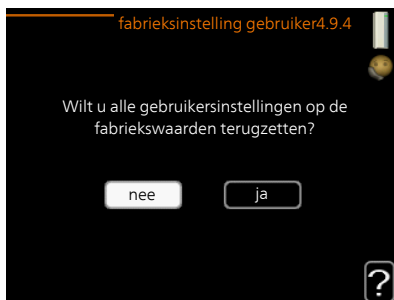 fabrieksinstelling gebruiker4.9.4
Wilt u alle gebruikersinstellingen op de
fabriekswaarden terugzetten?
nee
ja
?